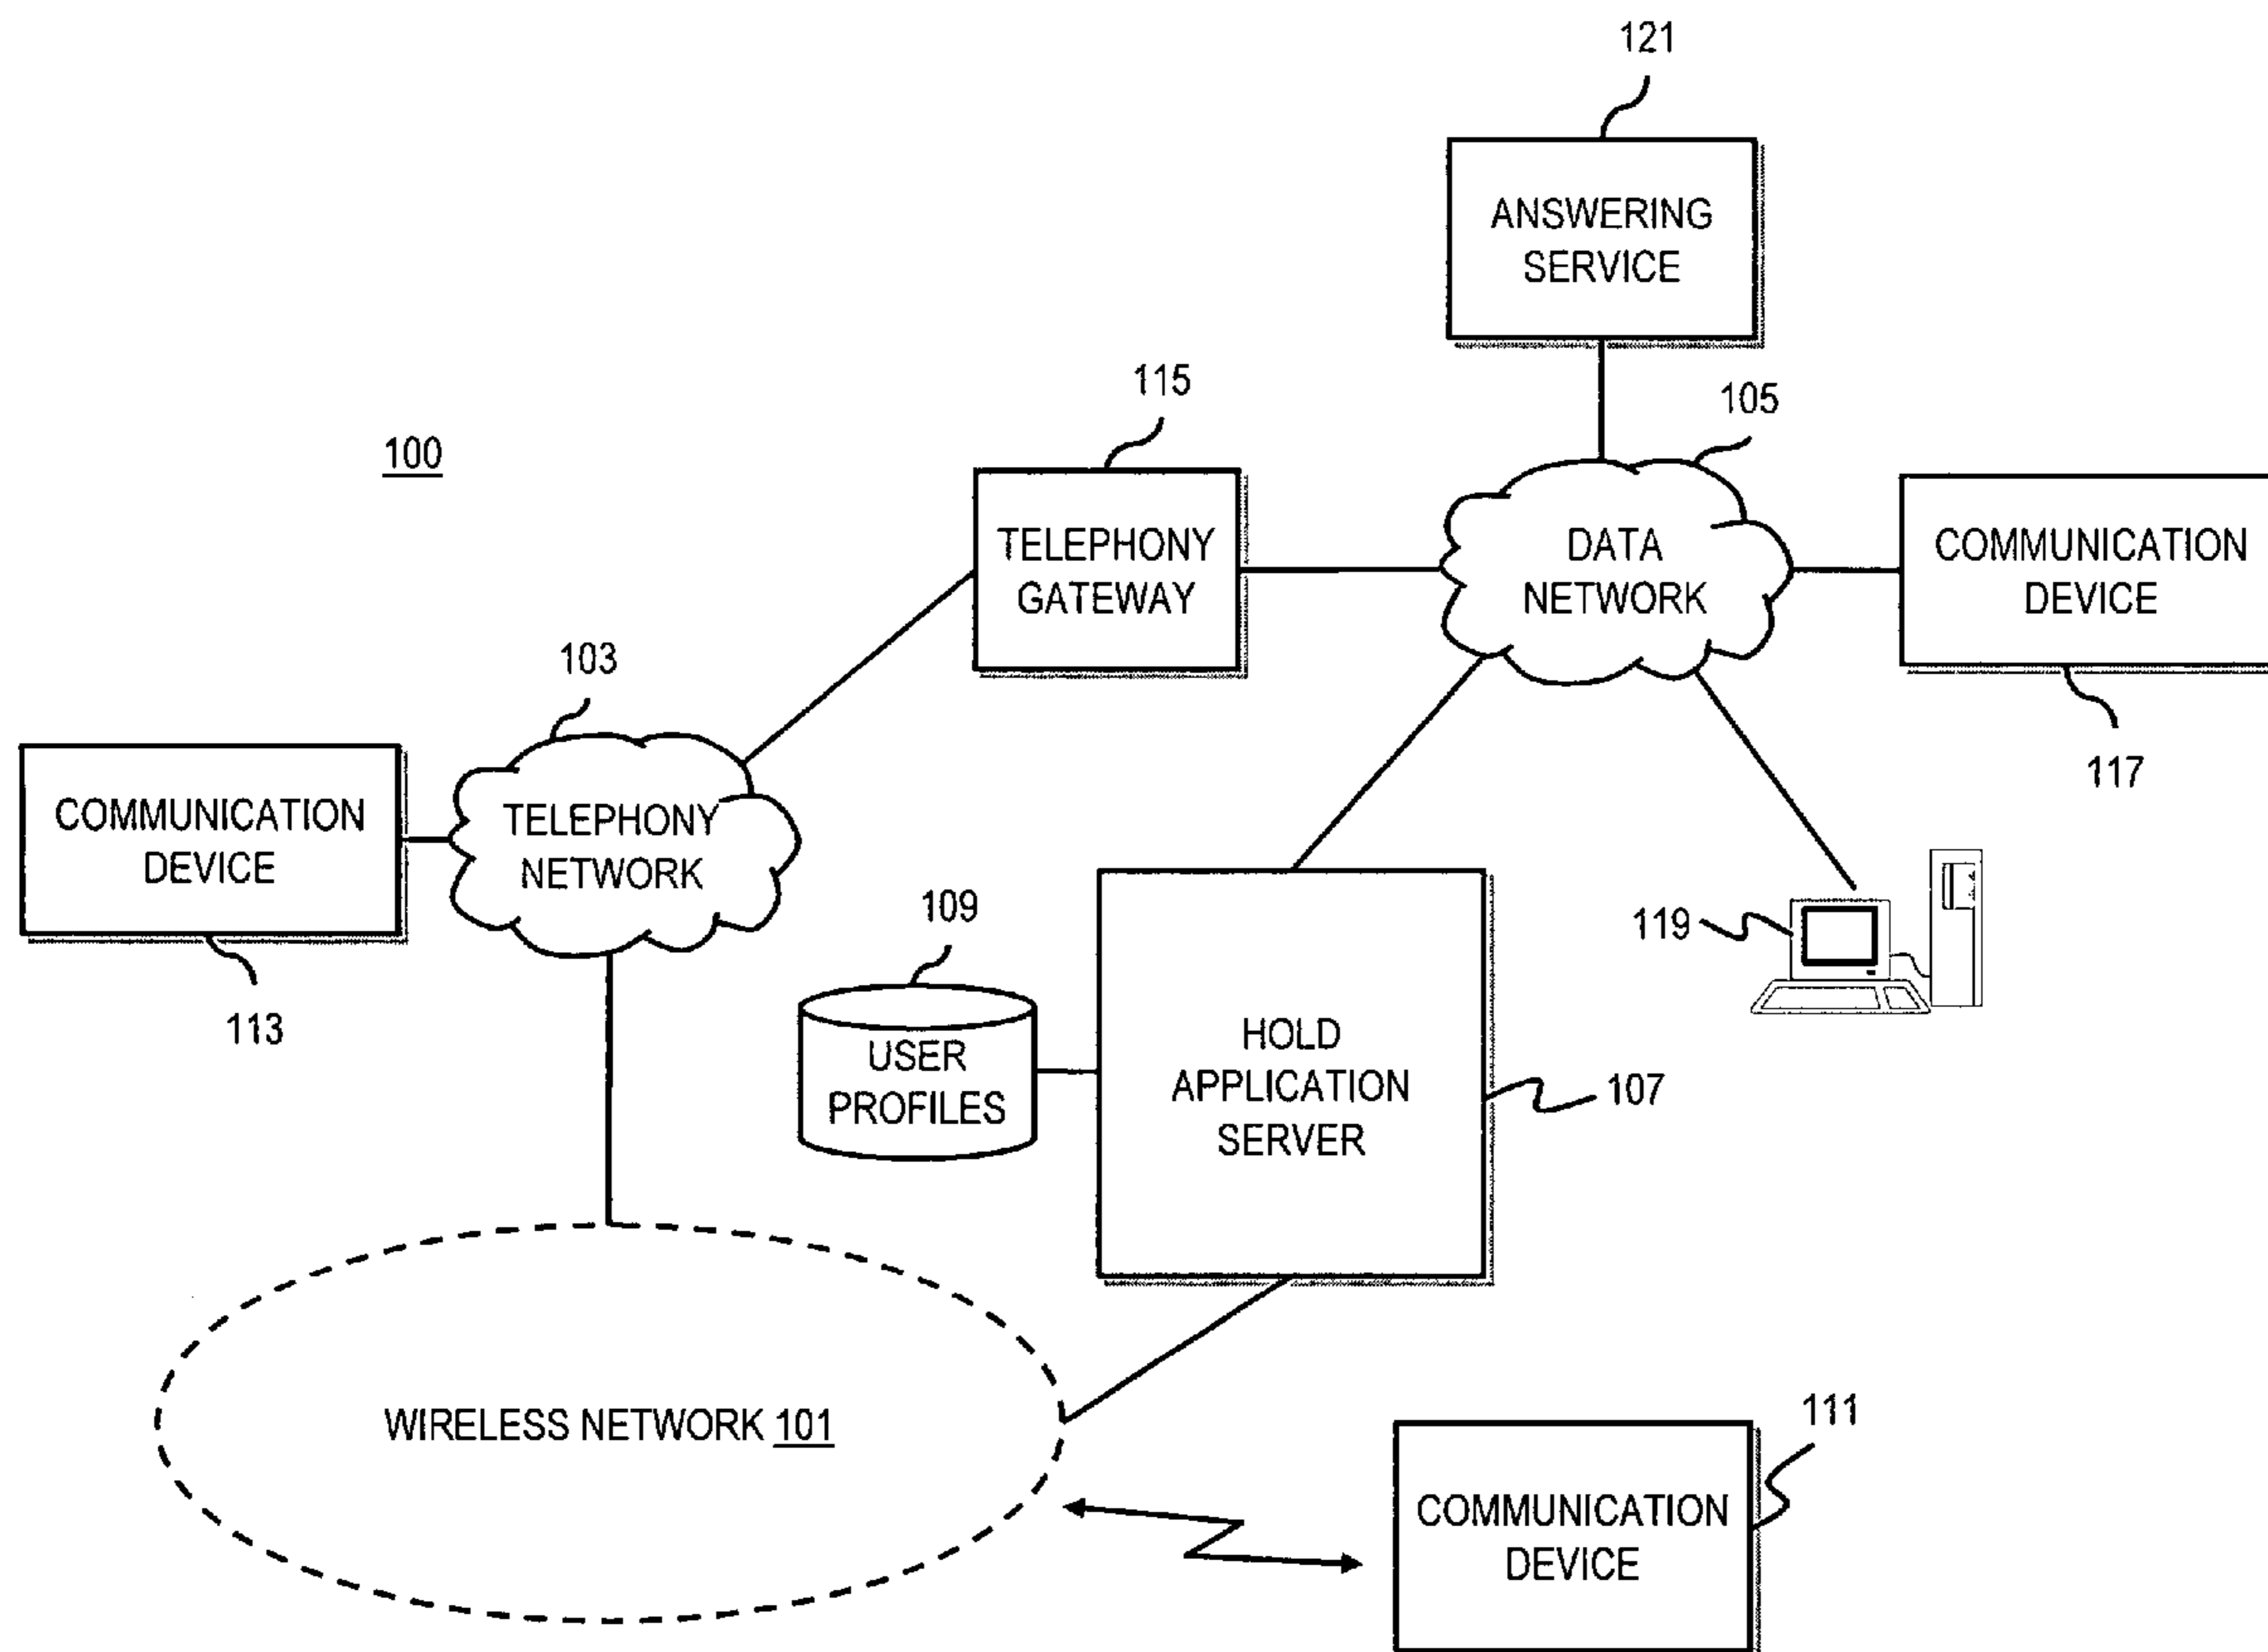 121
ANSWERING
SERVICE
115
105
100
TELEPHONY
GATEWAY
DATA
NETWORK
COMMUNICATION
DEVICE
103
117
COMMUNICATION
DEVICE
TELEPHONY
NETWORK
109
119
113
USER
PROFILES
HOLD
APPLICATION
SERVER
107
WIRELESS NETWORK 101
111
COMMUNICATION
DEVICE